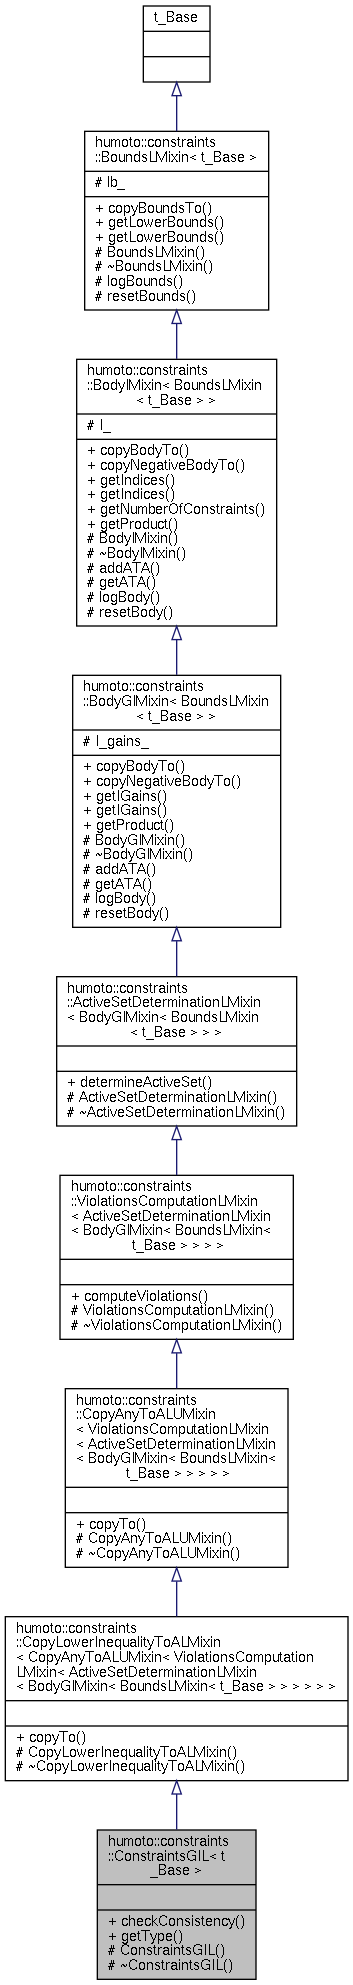 t_Base
humoto::constraints
::BoundsLMixin< t_Base >
# lb_
+ copyBoundsTo()
+ getLowerBounds()
+ getLowerBounds()
# BoundsLMixin()
# ~BoundsLMixin()
# logBounds()
# resetBounds()
humoto::constraints
::BodyIMixin< BoundsLMixin
< t_Base > >
# I_
+ copyBodyTo()
+ copyNegativeBodyTo()
+ getIndices()
+ getIndices()
+ getNumberOfConstraints()
+ getProduct()
# BodyIMixin()
# ~BodyIMixin()
# addATA()
# getATA()
# logBody()
# resetBody()
humoto::constraints
::BodyGIMixin< BoundsLMixin
< t_Base > >
# I_gains_
+ copyBodyTo()
+ copyNegativeBodyTo()
+ getIGains()
+ getIGains()
+ getProduct()
# BodyGIMixin()
# ~BodyGIMixin()
# addATA()
# getATA()
# logBody()
# resetBody()
humoto::constraints
::ActiveSetDeterminationLMixin
< BodyGIMixin< BoundsLMixin
< t_Base > > >
+ determineActiveSet()
# ActiveSetDeterminationLMixin()
# ~ActiveSetDeterminationLMixin()
humoto::constraints
::ViolationsComputationLMixin
< ActiveSetDeterminationLMixin
< BodyGIMixin< BoundsLMixin<
t_Base > > > >
+ computeViolations()
# ViolationsComputationLMixin()
# ~ViolationsComputationLMixin()
humoto::constraints
::CopyAnyToALUMixin
< ViolationsComputationLMixin
< ActiveSetDeterminationLMixin
< BodyGIMixin< BoundsLMixin<
t_Base > > > > >
+ copyTo()
# CopyAnyToALUMixin()
# ~CopyAnyToALUMixin()
humoto::constraints
::CopyLowerInequalityToALMixin
< CopyAnyToALUMixin< ViolationsComputation
LMixin< ActiveSetDeterminationLMixin
< BodyGIMixin< BoundsLMixin< t_Base > > > > > >
+ copyTo()
# CopyLowerInequalityToALMixin()
# ~CopyLowerInequalityToALMixin()
humoto::constraints
::ConstraintsGIL< t
_Base >
+ checkConsistency()
+ getType()
# ConstraintsGIL()
# ~ConstraintsGIL()